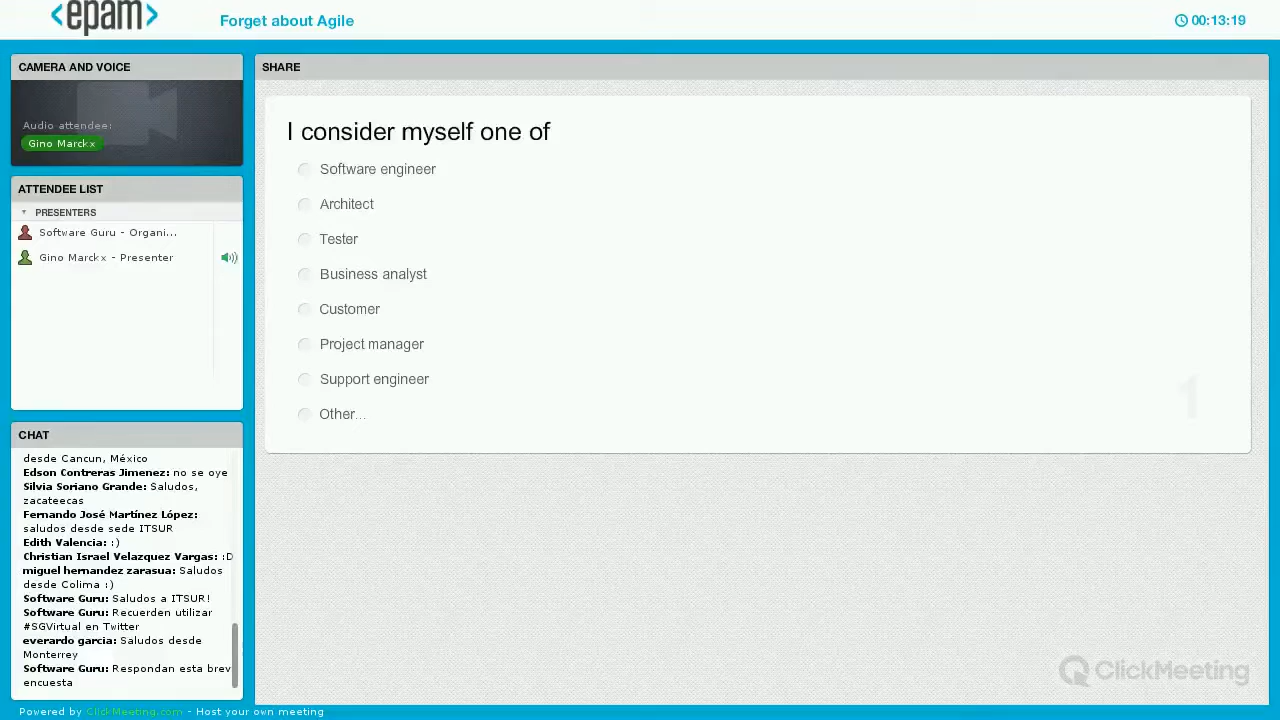 <epam>
Forget about Agile
00:13:19
CAMERA AND VOICE
Audio attendee:
Gino Marckx
ATTENDEE LIST
PRESENTERS
Software Guru - Organi...
Gino Marckx - Presenter
CHAT
desde Cancun, México
Edson Contreras Jimenez: no se oye
Silvia Soriano Grande: Saludos,
zacateecas
Fernando José Martínez López:
saludos desde sede ITSUR
Edith Valencia: :)
Christian Israel Velazquez Vargas: :D
miguel hernandez zarasua: Saludos
desde Colima :)
Software Guru: Saludos a ITSUR!
Software Guru: Recuerden utilizar
#SGVirtual en Twitter
everardo garcia: Saludos desde
Monterrey
Software Guru: Respondan esta brev
encuesta
SHARE
I consider myself one of
Software engineer
Architect
Tester
Business analyst
Customer
Project manager
Support engineer
Other...
1
ClickMeeting
Powered by ClickMeeting.com - Host your own meeting